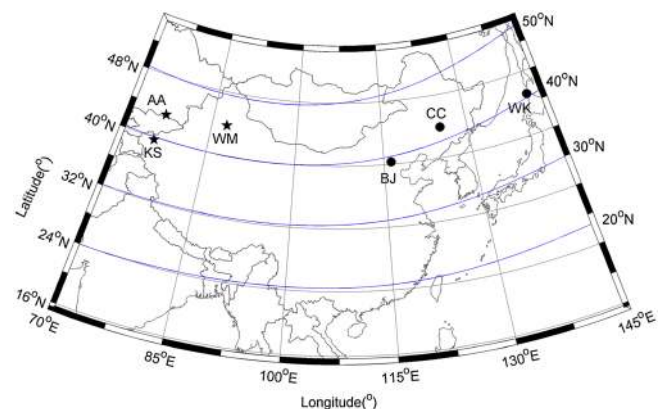 50°N
48°N
40°N
AA
CC
WK
40°N
KS
WM
BJ
30°N
32°N
20°N
24°N
16°N
70°E
85°E
100°E
115°E
130°E
145°E
Latitude(°)
Longitude(°)